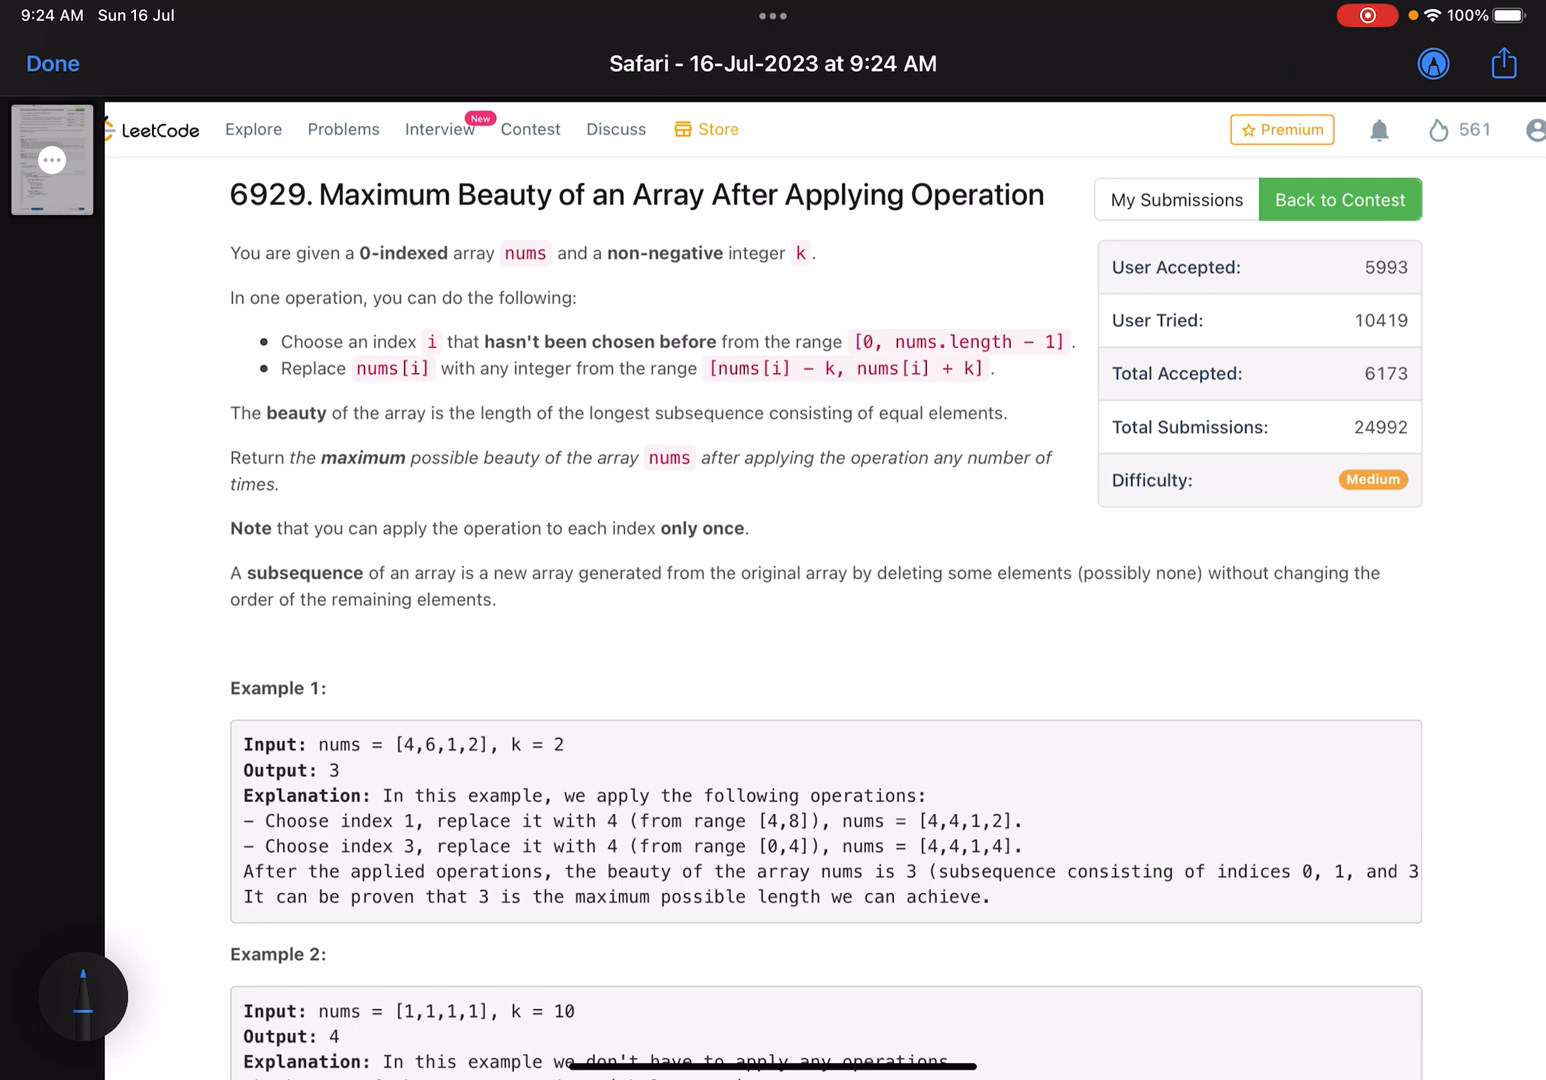 9:24 AM Sun 16 Jul
100%
Done
Safari - 16-Jul-2023 at 9:24 AM
LeetCode Explore Problems Interview New Contest Discuss Store
Premium 561
6929. Maximum Beauty of an Array After Applying Operation
My Submissions Back to Contest
You are given a 0-indexed array nums and a non-negative integer k.
In one operation, you can do the following:
• Choose an index i that hasn't been chosen before from the range [0, nums.length - 1].
• Replace nums[i] with any integer from the range [nums[i] - k, nums[i] + k].
The beauty of the array is the length of the longest subsequence consisting of equal elements.
Return the maximum possible beauty of the array nums after applying the operation any number of
times.
Note that you can apply the operation to each index only once.
User Accepted: 5993
User Tried: 10419
Total Accepted: 6173
Total Submissions: 24992
Difficulty: Medium
A subsequence of an array is a new array generated from the original array by deleting some elements (possibly none) without changing the
order of the remaining elements.
Example 1:
Input: nums = [4,6,1,2], k = 2
Output: 3
Explanation: In this example, we apply the following operations:
- Choose index 1, replace it with 4 (from range [4,8]), nums = [4,4,1,2].
- Choose index 3, replace it with 4 (from range [0,4]), nums = [4,4,1,4].
After the applied operations, the beauty of the array nums is 3 (subsequence consisting of indices 0, 1, and 3
It can be proven that 3 is the maximum possible length we can achieve.
Example 2:
Input: nums = [1,1,1,1], k = 10
Output: 4
Explanation: In this example we don't have to apply any operations